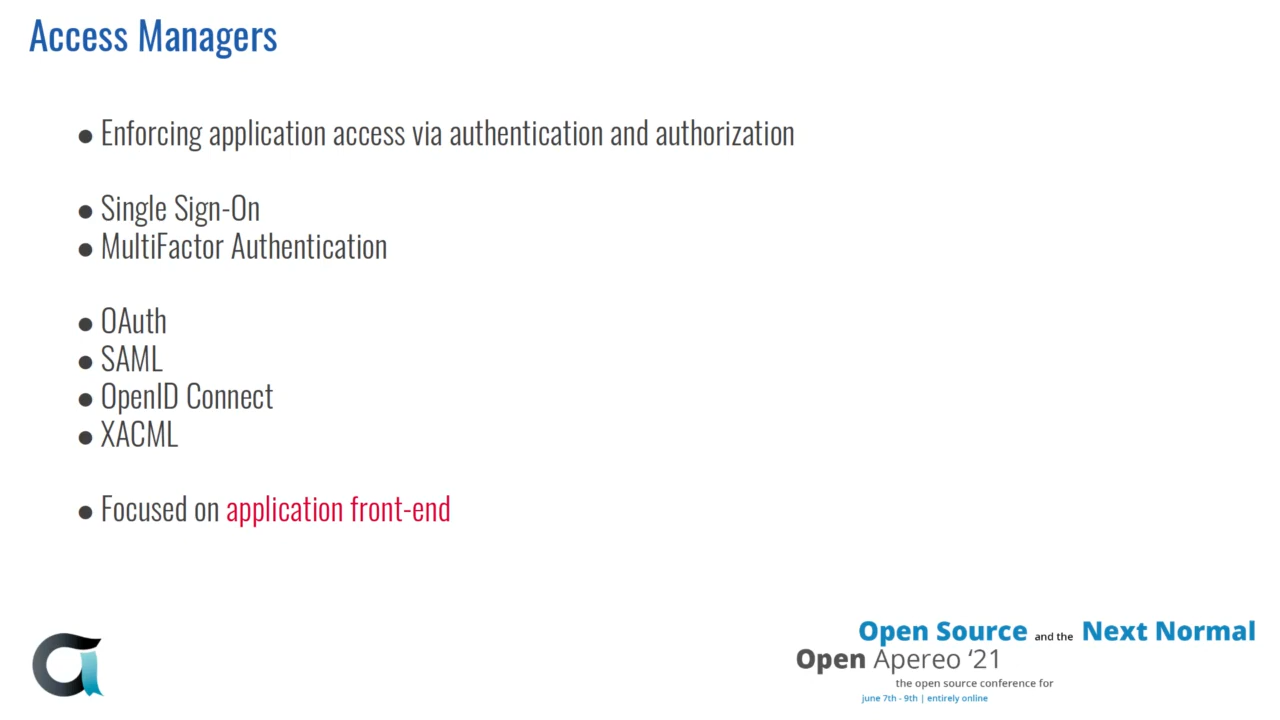 Access Managers
● Enforcing application access via authentication and authorization
● Single Sign-On
● MultiFactor Authentication
● OAuth
● SAML
● OpenID Connect
● XACML
● Focused on application front-end
Open Source and the Next Normal
Open Apereo ‘21
the open source conference for
june 7th - 9th | entirely online